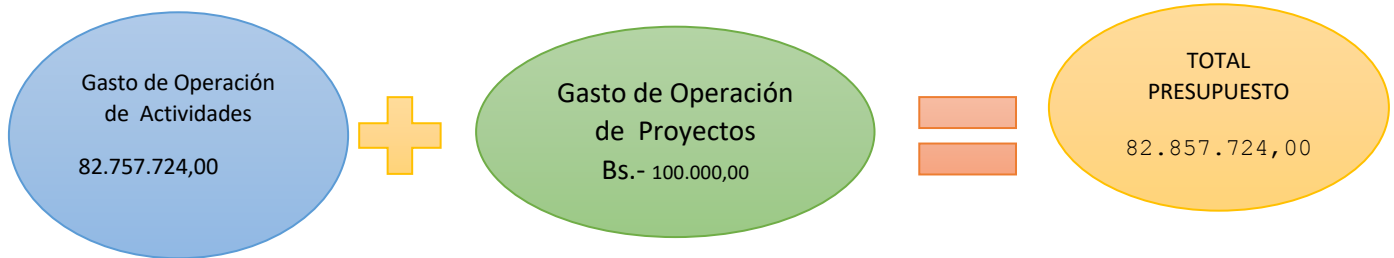 Gasto de Operación
de Actividades
82.757.724,00
Gasto de Operación
de Proyectos
Bs.- 100.000,00
TOTAL
PRESUPUESTO
82.857.724,00